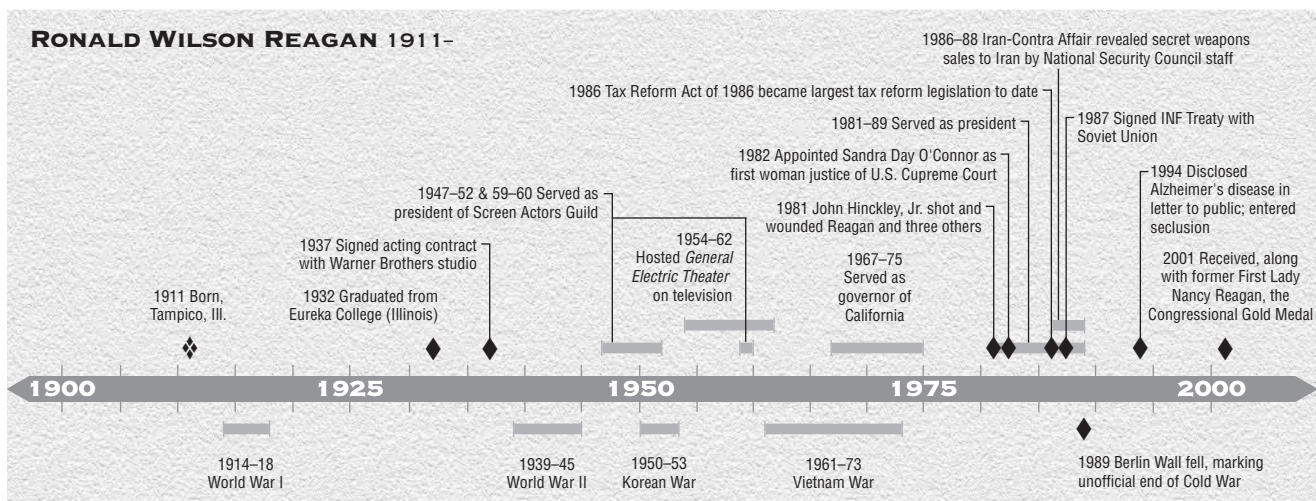 RONALD WILSON REAGAN 1911–
1986–88 Iran-Contra Affair revealed secret weapons
sales to Iran by National Security Council staff
1986 Tax Reform Act of 1986 became largest tax reform legislation to date
1981–89 Served as president
1987 Signed INF Treaty with
Soviet Union
1982 Appointed Sandra Day O'Connor as
first woman justice of U.S. Cupreme Court
1994 Disclosed
Alzheimer's disease in
letter to public; entered
seclusion
1947–52 & 59–60 Served as
president of Screen Actors Guild
1981 John Hinckley, Jr. shot and
wounded Reagan and three others
1937 Signed acting contract
with Warner Brothers studio
1954–62
Hosted General
Electric Theater
on television
1967–75
Served as
governor of
California
2001 Received, along
with former First Lady
Nancy Reagan, the
Congressional Gold Medal
1911 Born,
Tampico, Ill.
1932 Graduated from
Eureka College (Illinois)
1900 1925 1950 1975 2000
1914–18
World War I
1939–45
World War II
1950–53
Korean War
1961–73
Vietnam War
1989 Berlin Wall fell, marking
unofficial end of Cold War